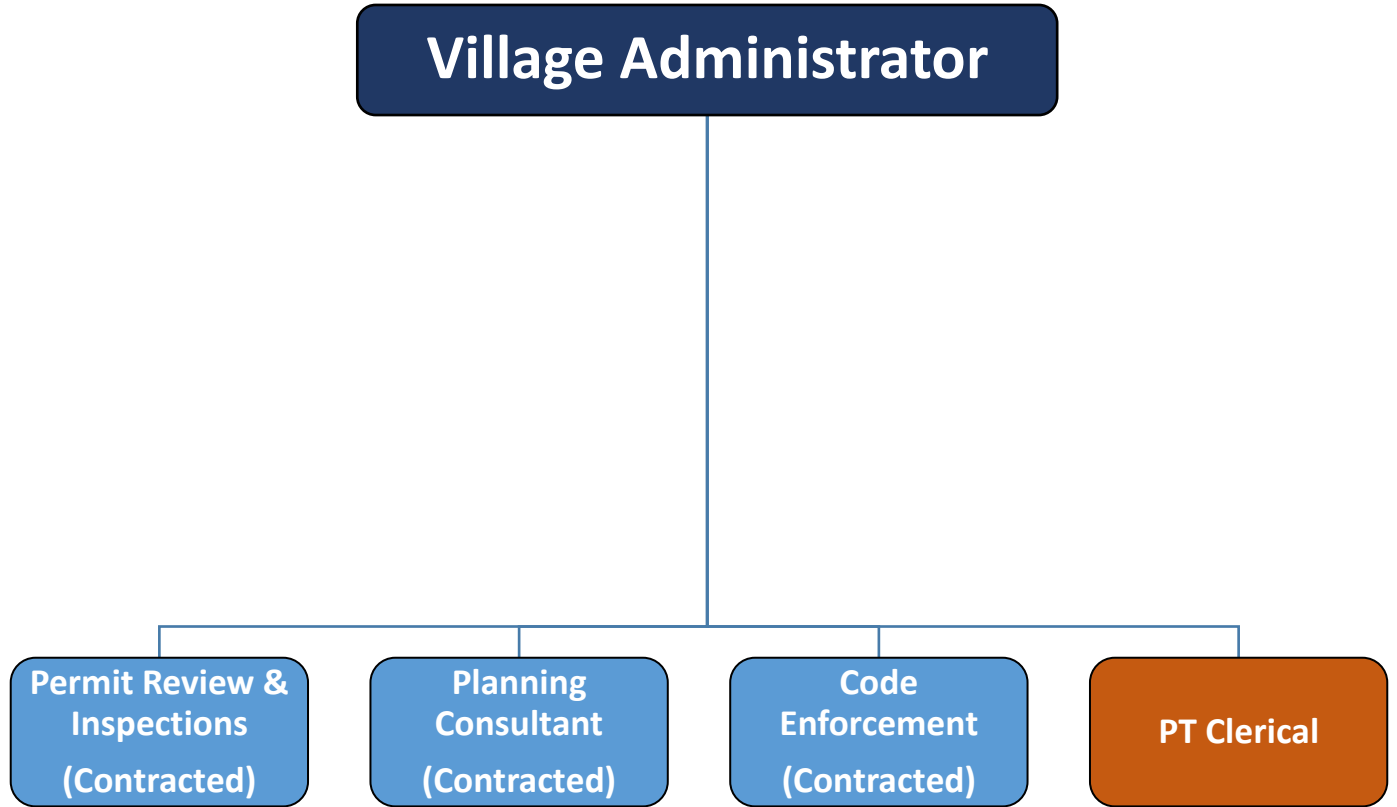 Village Administrator
Permit Review &
Inspections
(Contracted)
Planning
Consultant
(Contracted)
Code
Enforcement
(Contracted)
PT Clerical